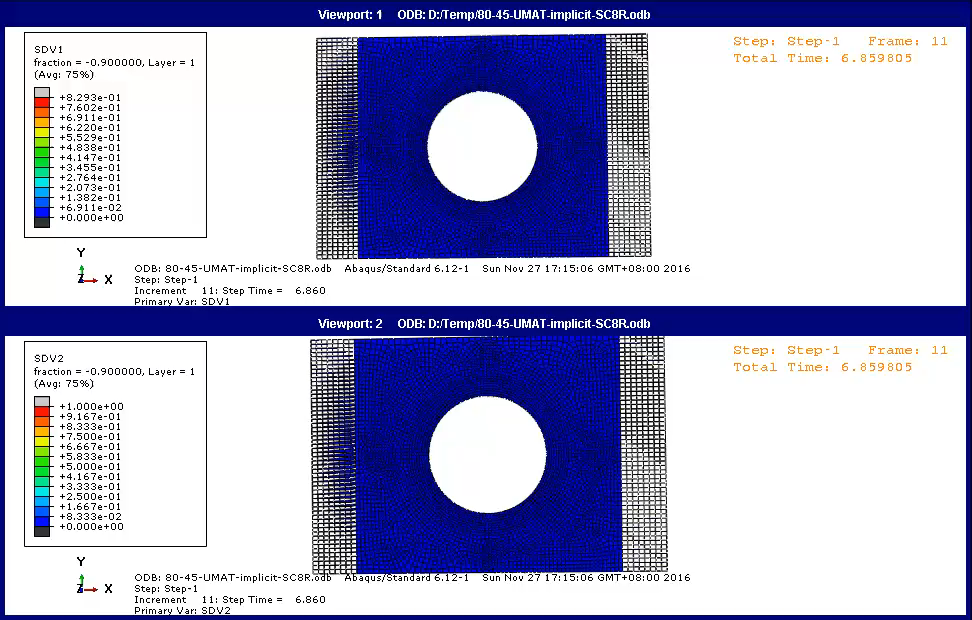 Viewport: 1 ODB: D:/Temp/80-45-UMAT-implicit-SC8R.odb
SDV1
fraction = -0.900000, Layer = 1
(Avg: 75%)
+8.293e-01
+7.602e-01
+6.911e-01
+6.220e-01
+5.529e-01
+4.838e-01
+4.147e-01
+3.455e-01
+2.764e-01
+2.073e-01
+1.382e-01
+6.911e-02
+0.000e+00
Step: Step-1 Frame: 11
Total Time: 6.859805
Y
Z X
ODB: 80-45-UMAT-implicit-SC8R.odb Abaqus/Standard 6.12-1 Sun Nov 27 17:15:06 GMT+08:00 2016
Step: Step-1
Increment 11: Step Time = 6.860
Primary Var: SDV1
Viewport: 2 ODB: D:/Temp/80-45-UMAT-implicit-SC8R.odb
SDV2
fraction = -0.900000, Layer = 1
(Avg: 75%)
+1.000e+00
+9.167e-01
+8.333e-01
+7.500e-01
+6.667e-01
+5.833e-01
+5.000e-01
+4.167e-01
+3.333e-01
+2.500e-01
+1.667e-01
+8.333e-02
+0.000e+00
Step: Step-1 Frame: 11
Total Time: 6.859805
Y
Z X
ODB: 80-45-UMAT-implicit-SC8R.odb Abaqus/Standard 6.12-1 Sun Nov 27 17:15:06 GMT+08:00 2016
Step: Step-1
Increment 11: Step Time = 6.860
Primary Var: SDV2